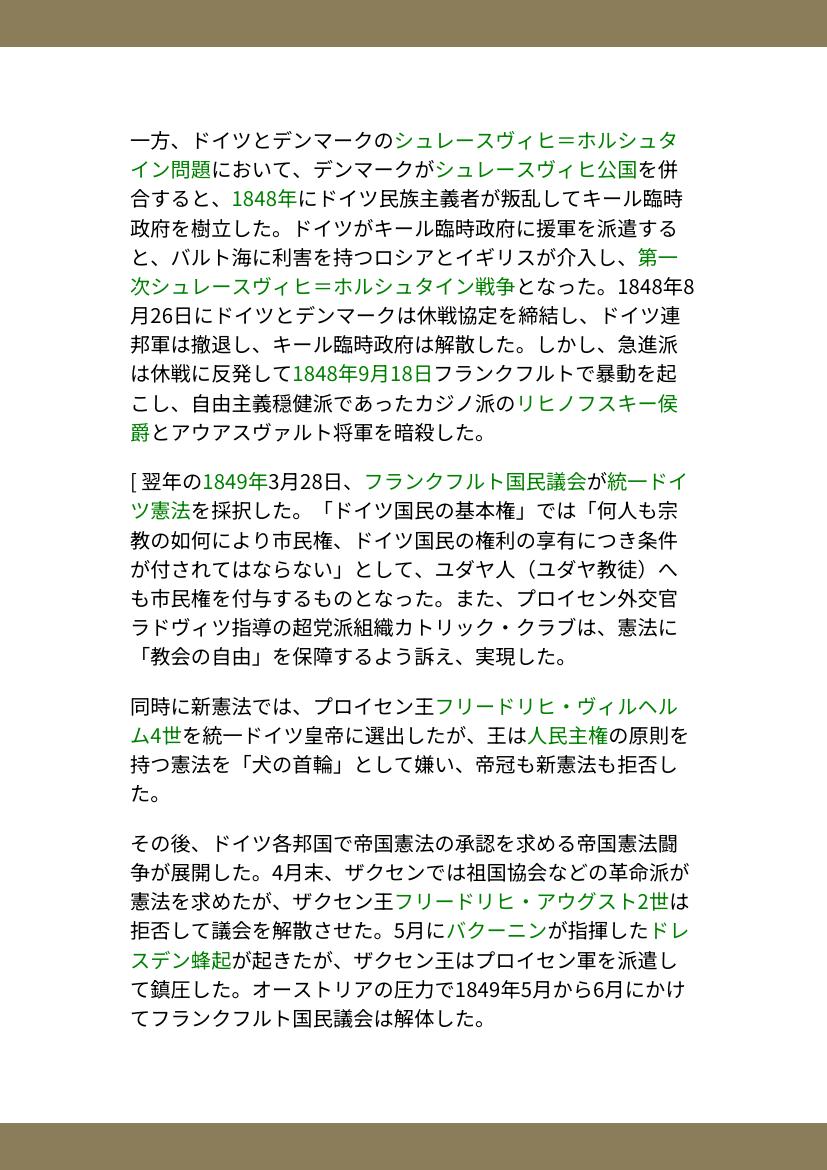 一方、ドイツとデンマークのシュレースヴィヒ＝ホルシュタ
イン問題において、デンマークがシュレースヴィヒ公国を併
合すると、1848年にドイツ民族主義者が叛乱してキール臨時
政府を樹立した。ドイツがキール臨時政府に援軍を派遣する
と、バルト海に利害を持つロシアとイギリスが介入し、第一
次シュレースヴィヒ＝ホルシュタイン戦争となった。1848年8
月26日にドイツとデンマークは休戦協定を締結し、ドイツ連
邦軍は撤退し、キール臨時政府は解散した。しかし、急進派
は休戦に反発して1848年9月18日フランクフルトで暴動を起
こし、自由主義穏健派であったカジノ派のリヒノフスキー侯
爵とアウアスヴァルト将軍を暗殺した。
[ 翌年の1849年3月28日、フランクフルト国民議会が統一ドイ
ツ憲法を採択した。「ドイツ国民の基本権」では「何人も宗
教の如何により市民権、ドイツ国民の権利の享有につき条件
が付されてはならない」として、ユダヤ人（ユダヤ教徒）へ
も市民権を付与するものとなった。また、プロイセン外交官
ラドヴィツ指導の超党派組織カトリック・クラブは、憲法に
「教会の自由」を保障するよう訴え、実現した。
同時に新憲法では、プロイセン王フリードリヒ・ヴィルヘル
ム4世を統一ドイツ皇帝に選出したが、王は人民主権の原則を
持つ憲法を「犬の首輪」として嫌い、帝冠も新憲法も拒否し
た。
その後、ドイツ各邦国で帝国憲法の承認を求める帝国憲法闘
争が展開した。4月末、ザクセンでは祖国協会などの革命派が
憲法を求めたが、ザクセン王フリードリヒ・アウグスト2世は
拒否して議会を解散させた。5月にバクーニンが指揮したドレ
スデン蜂起が起きたが、ザクセン王はプロイセン軍を派遣し
て鎮圧した。オーストリアの圧力で1849年5月から6月にかけ
てフランクフルト国民議会は解体した。